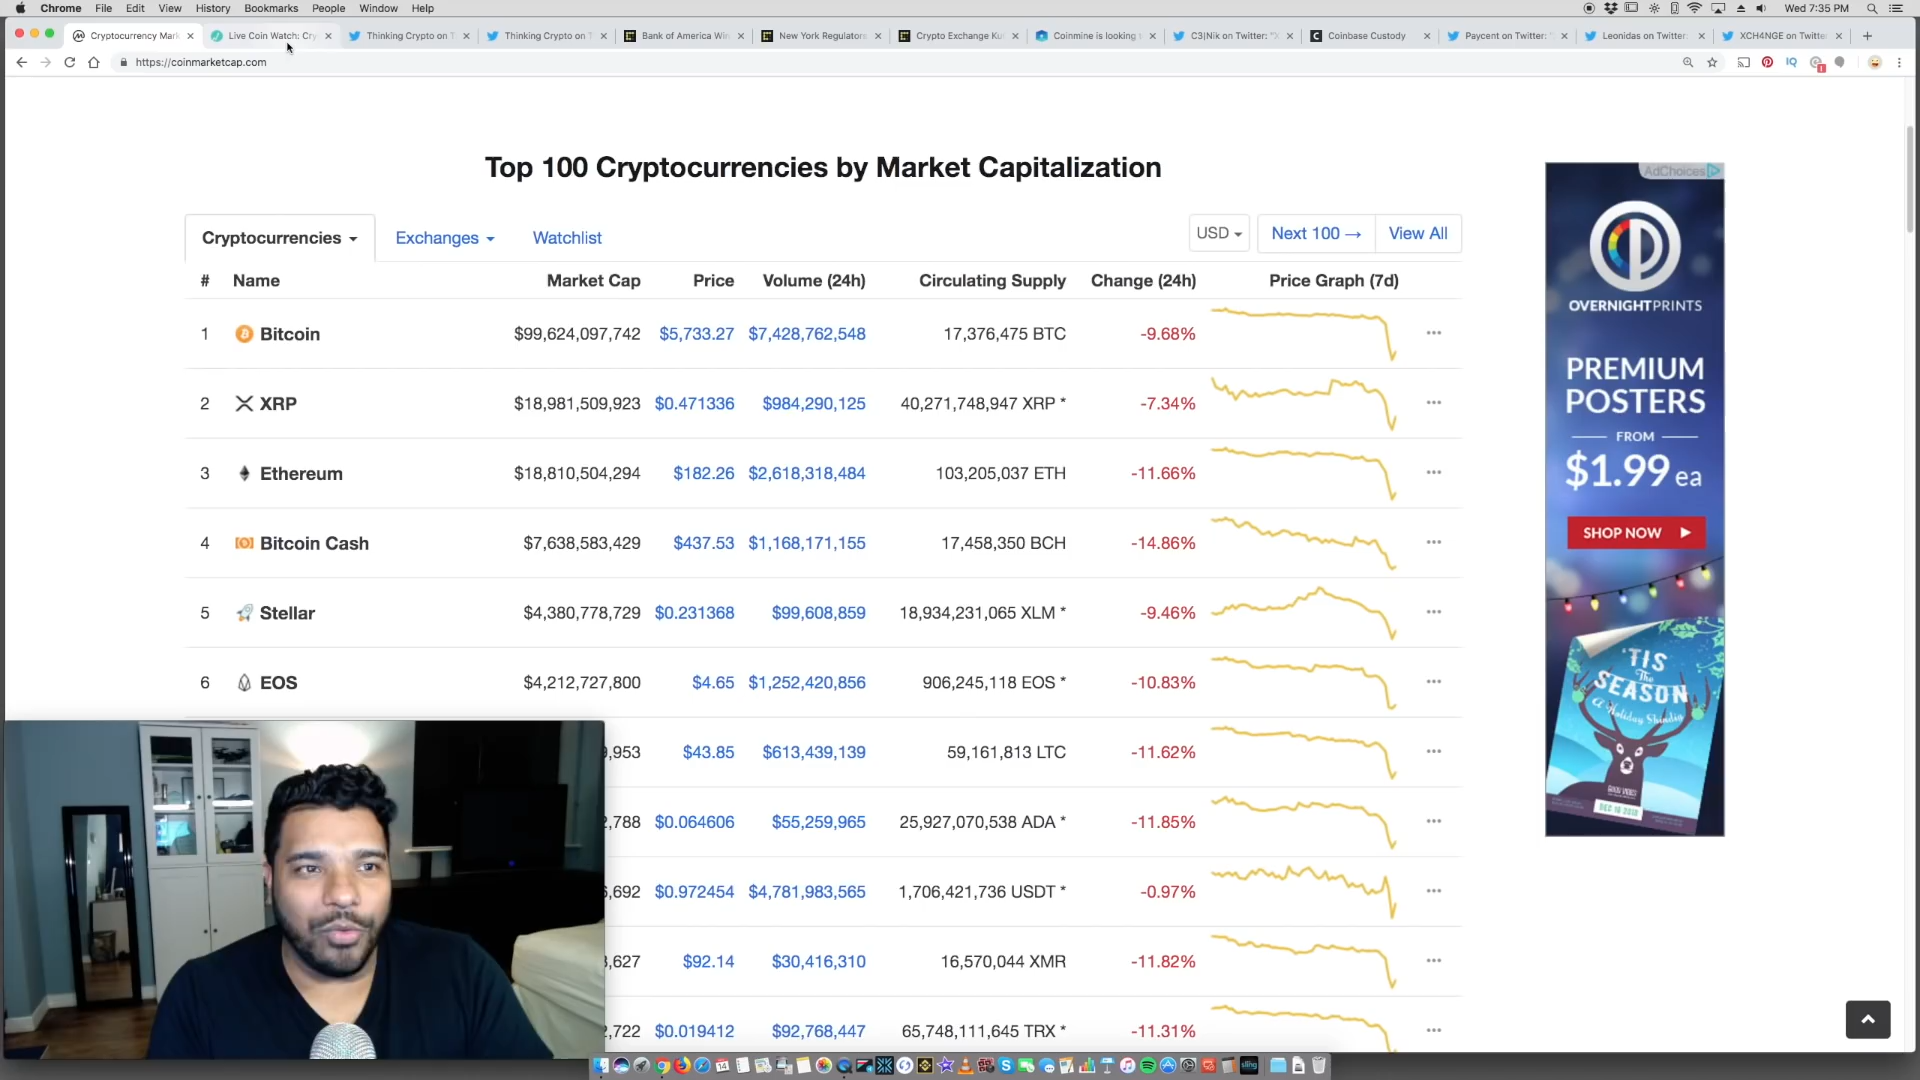 Chrome File Edit View History Bookmarks People Window Help Wed 7:35 PM
Cryptocurrency Mark Live Coin Watch: Cry Thinking Crypto on T Thinking Crypto on T Bank of America Win New York Regulators Crypto Exchange Ku Coinmine is looking C3|Nik on Twitter: "X Coinbase Custody Paycent on Twitter: Leonidas on Twitter XCH4NGE on Twitte
https://coinmarketcap.com
Top 100 Cryptocurrencies by Market Capitalization
Cryptocurrencies Exchanges Watchlist USD Next 100 → View All
# Name Market Cap Price Volume (24h) Circulating Supply Change (24h) Price Graph (7d)
1 Bitcoin $99,624,097,742 $5,733.27 $7,428,762,548 17,376,475 BTC -9.68%
2 XRP $18,981,509,923 $0.471336 $984,290,125 40,271,748,947 XRP * -7.34%
3 Ethereum $18,810,504,294 $182.26 $2,618,318,484 103,205,037 ETH -11.66%
4 Bitcoin Cash $7,638,583,429 $437.53 $1,168,171,155 17,458,350 BCH -14.86%
5 Stellar $4,380,778,729 $0.231368 $99,608,859 18,934,231,065 XLM * -9.46%
6 EOS $4,212,727,800 $4.65 $1,252,420,856 906,245,118 EOS * -10.83%
,953 $43.85 $613,439,139 59,161,813 LTC -11.62%
,788 $0.064606 $55,259,965 25,927,070,538 ADA * -11.85%
,692 $0.972454 $4,781,983,565 1,706,421,736 USDT * -0.97%
,627 $92.14 $30,416,310 16,570,044 XMR -11.82%
,722 $0.019412 $92,768,447 65,748,111,645 TRX * -11.31%
AdChoices
OVERNIGHTPRINTS
PREMIUM
POSTERS
FROM
$1.99 ea
SHOP NOW
'TIS
The
SEASON
A Holiday Shindig